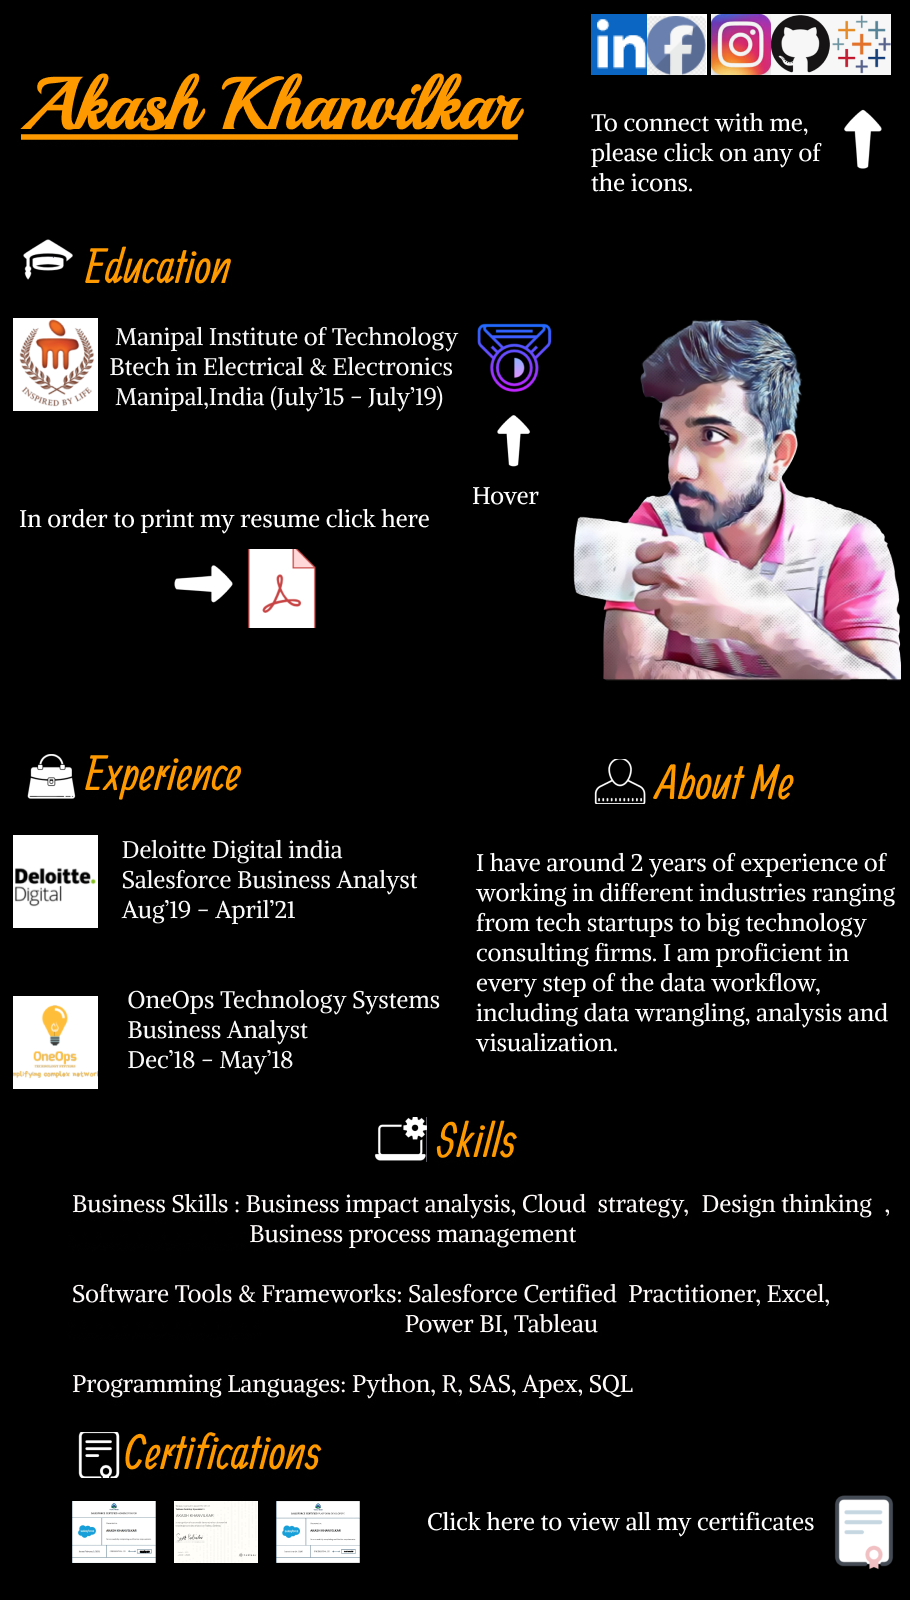 in f
Akash Khanvilkar
To connect with me,
please click on any of
the icons.
Education
INSPIRED BY LIFE
Manipal Institute of Technology
Btech in Electrical & Electronics
Manipal,India (July’15 – July’19)
Hover
In order to print my resume click here
Experience
Deloitte.
Digital
Deloitte Digital india
Salesforce Business Analyst
Aug’19 – April’21
OneOps
OneOps Technology Systems
Business Analyst
Dec’18 – May’18
About Me
I have around 2 years of experience of
working in different industries ranging
from tech startups to big technology
consulting firms. I am proficient in
every step of the data workflow,
including data wrangling, analysis and
visualization.
Skills
Business Skills : Business impact analysis, Cloud strategy, Design thinking ,
Business process management
Software Tools & Frameworks: Salesforce Certified Practitioner, Excel,
Power BI, Tableau
Programming Languages: Python, R, SAS, Apex, SQL
Certifications
AKASH KHANVILKAR
AKASH KHANVILKAR
AKASH KHANVILKAR
Click here to view all my certificates